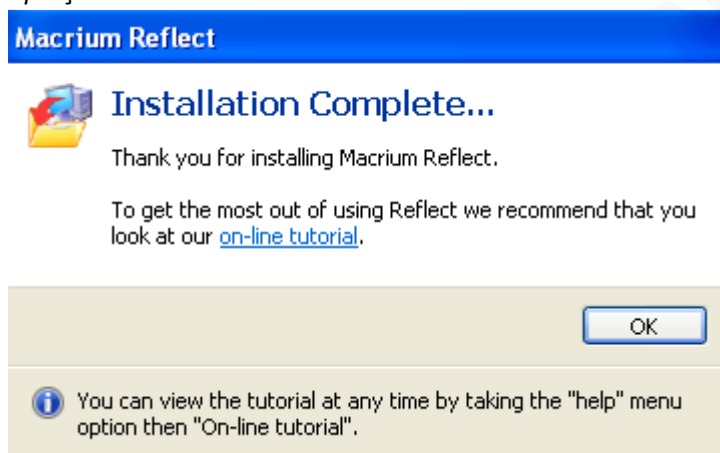 Macrium Reflect
Installation Complete...
Thank you for installing Macrium Reflect.
To get the most out of using Reflect we recommend that you
look at our on-line tutorial.
OK
You can view the tutorial at any time by taking the "help" menu
option then "On-line tutorial".